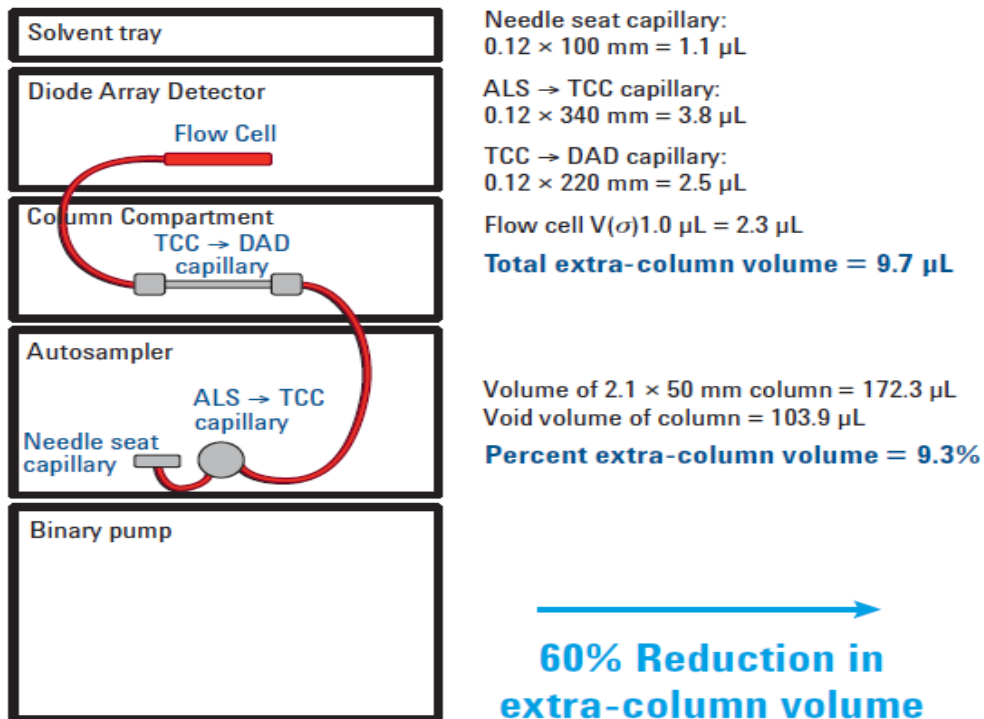 Solvent tray
Diode Array Detector
Flow Cell
Column Compartment
TCC → DAD
capillary
Autosampler
ALS → TCC
capillary
Needle seat
capillary
Binary pump
Needle seat capillary:
0.12 × 100 mm = 1.1 µL
ALS → TCC capillary:
0.12 × 340 mm = 3.8 µL
TCC → DAD capillary:
0.12 × 220 mm = 2.5 µL
Flow cell V(σ)1.0 µL = 2.3 µL
Total extra-column volume = 9.7 µL
Volume of 2.1 × 50 mm column = 172.3 µL
Void volume of column = 103.9 µL
Percent extra-column volume = 9.3%
60% Reduction in
extra-column volume